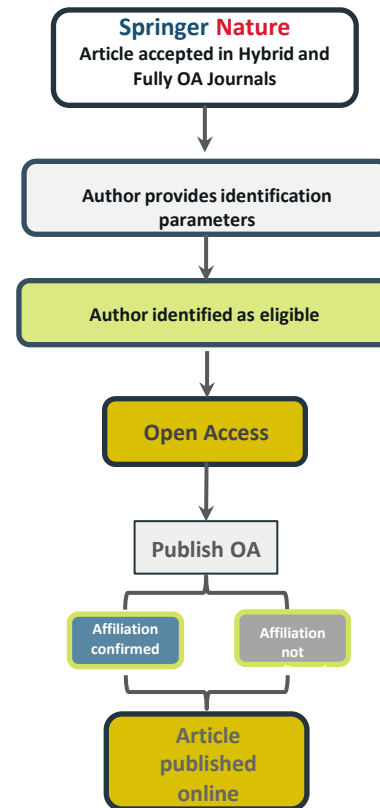 Springer Nature
Article accepted in Hybrid and
Fully OA Journals
Author provides identification
parameters
Author identified as eligible
Open Access
Publish OA
Affiliation
confirmed
Affiliation
not
Article
published
online